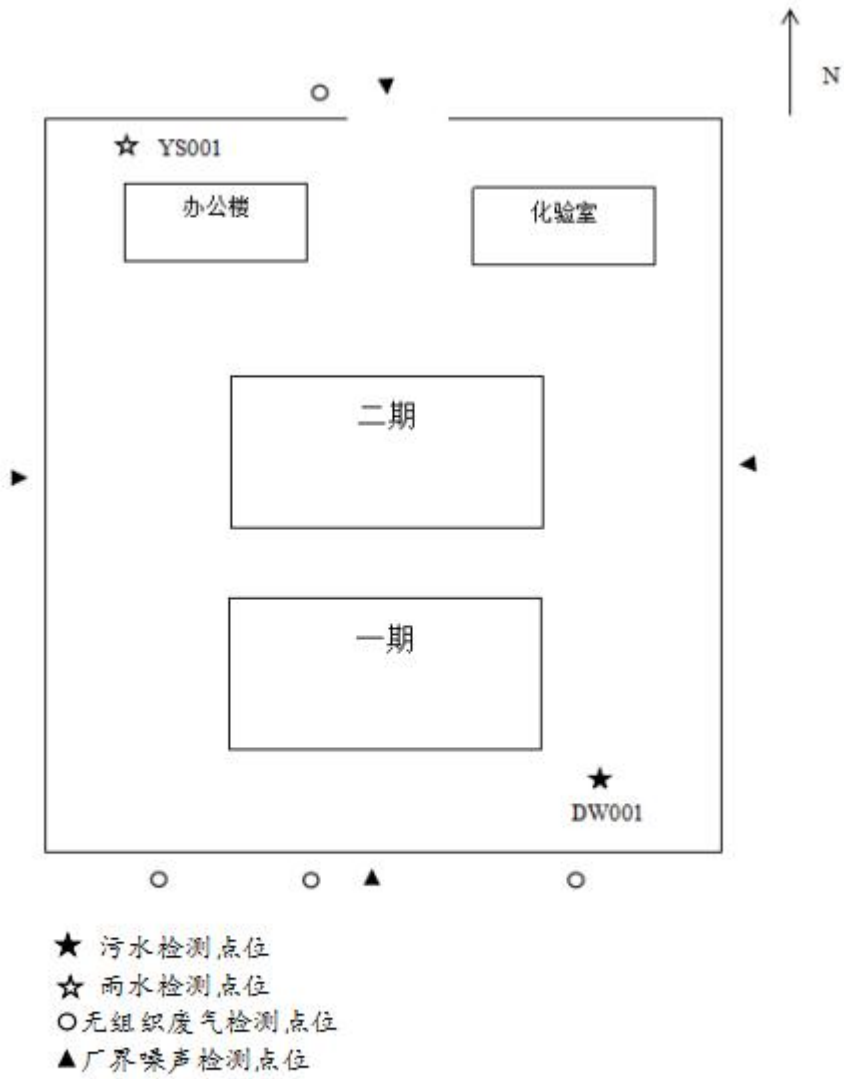 N
YS001
办公楼
化验室
二期
一期
DW001
污水检测点位
雨水检测点位
无组织废气检测点位
厂界噪声检测点位